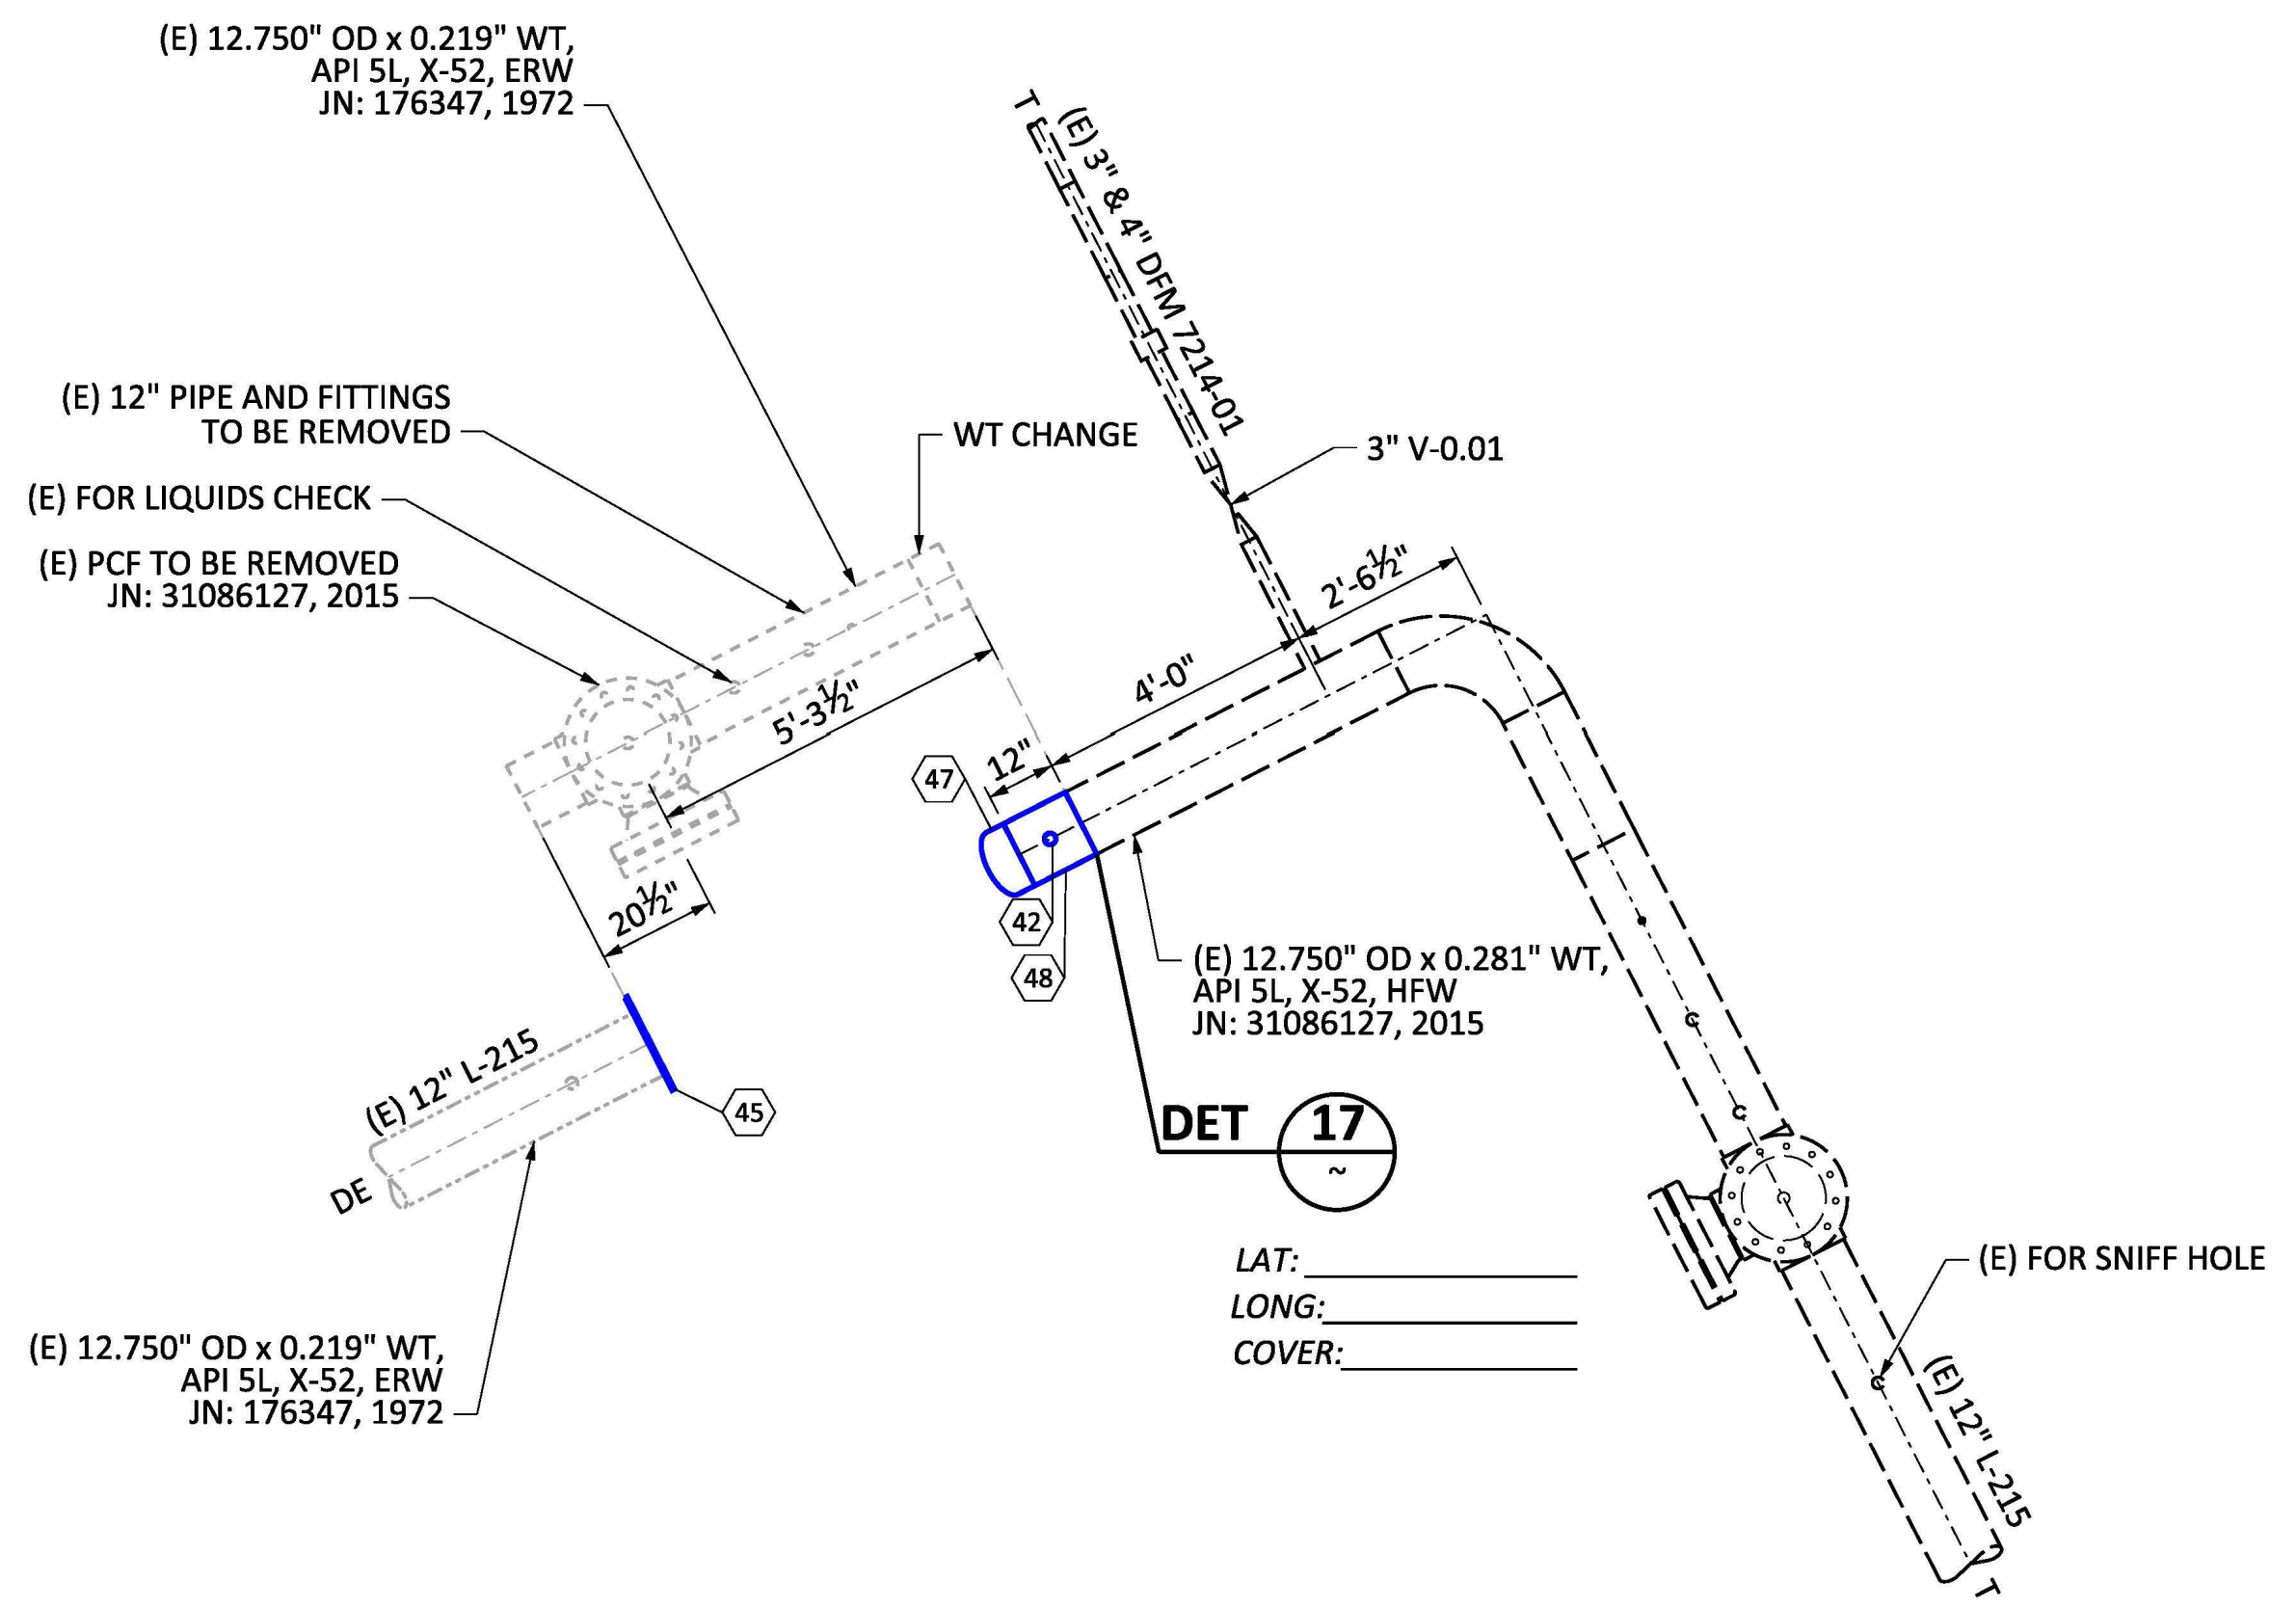 (E) 12.750" OD x 0.219" WT,
API 5L, X-52, ERW
JN: 176347, 1972
T
(E) 3" & 4" DFM 7214-01
(E) 12" PIPE AND FITTINGS
TO BE REMOVED
WT CHANGE
3" V-0.01
(E) FOR LIQUIDS CHECK
(E) PCF TO BE REMOVED
JN: 31086127, 2015
2'-6½"
4'-0"
5'-3½"
12"
47
20½"
42
48
(E) 12.750" OD x 0.281" WT,
API 5L, X-52, HFW
JN: 31086127, 2015
(E) 12" L-215
45
DE
DET 17
~
LAT:
LONG:
COVER:
(E) FOR SNIFF HOLE
(E) 12.750" OD x 0.219" WT,
API 5L, X-52, ERW
JN: 176347, 1972
(E) 12" L-215
T